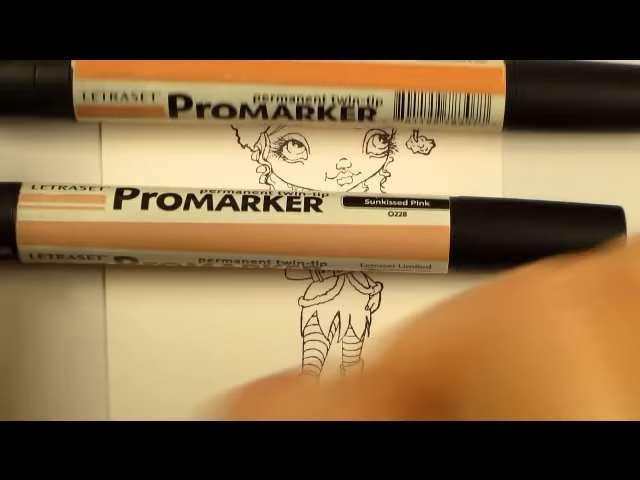 LETRASET
permanent twin-tip
PROMARKER
LETRASET
permanent twin-tip
PROMARKER
Sunkissed Pink
O228
LETRASET
permanent twin-tip
PROMARKER
Letraset Limited